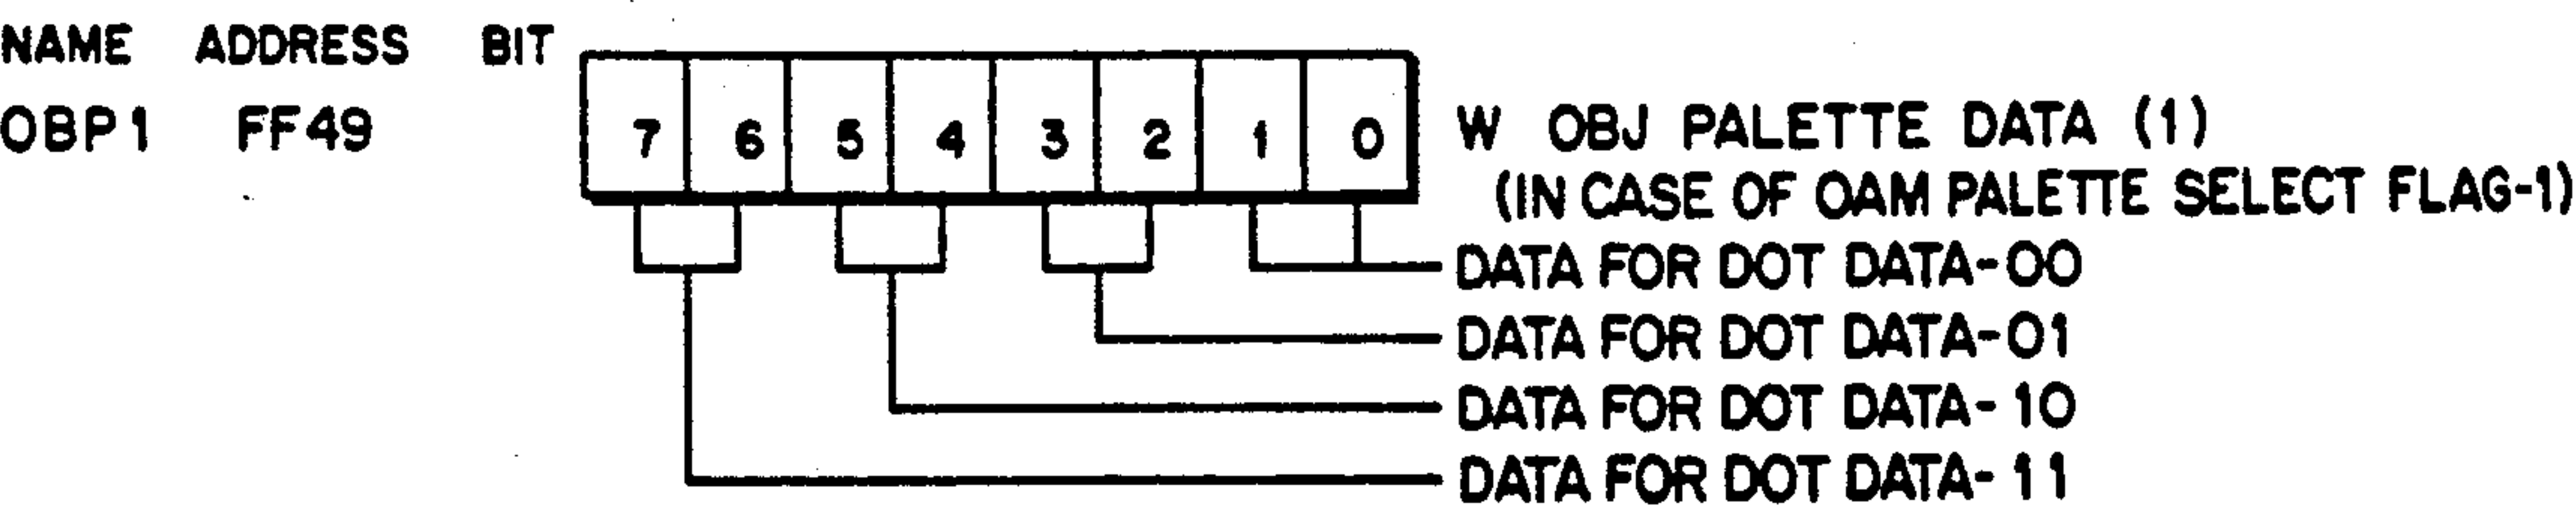 NAME ADDRESS BIT
OBP1 FF49
7 6 5 4 3 2 1 0
W OBJ PALETTE DATA (1)
(IN CASE OF OAM PALETTE SELECT FLAG-1)
DATA FOR DOT DATA-00
DATA FOR DOT DATA-01
DATA FOR DOT DATA-10
DATA FOR DOT DATA-11